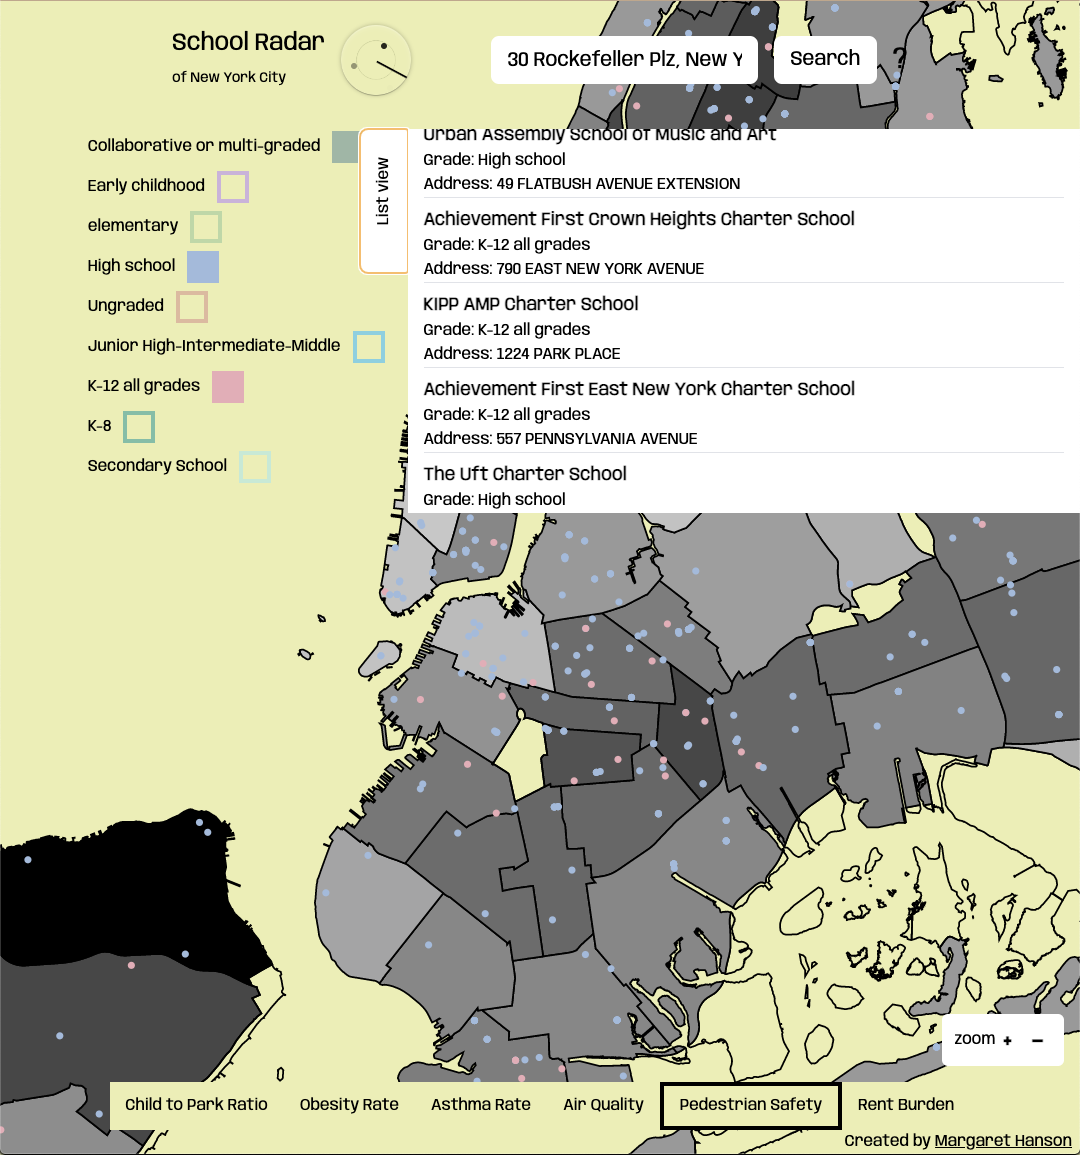 School Radar
of New York City
30 Rockefeller Plz, New Y
Search
?
Collaborative or multi-graded
Early childhood
elementary
High school
Ungraded
Junior High-Intermediate-Middle
K-12 all grades
K-8
Secondary School
List view
Urban Assembly School of Music and Art
Grade: High school
Address: 49 FLATBUSH AVENUE EXTENSION
Achievement First Crown Heights Charter School
Grade: K-12 all grades
Address: 790 EAST NEW YORK AVENUE
KIPP AMP Charter School
Grade: K-12 all grades
Address: 1224 PARK PLACE
Achievement First East New York Charter School
Grade: K-12 all grades
Address: 557 PENNSYLVANIA AVENUE
The Uft Charter School
Grade: High school
zoom + −
Child to Park Ratio
Obesity Rate
Asthma Rate
Air Quality
Pedestrian Safety
Rent Burden
Created by Margaret Hanson